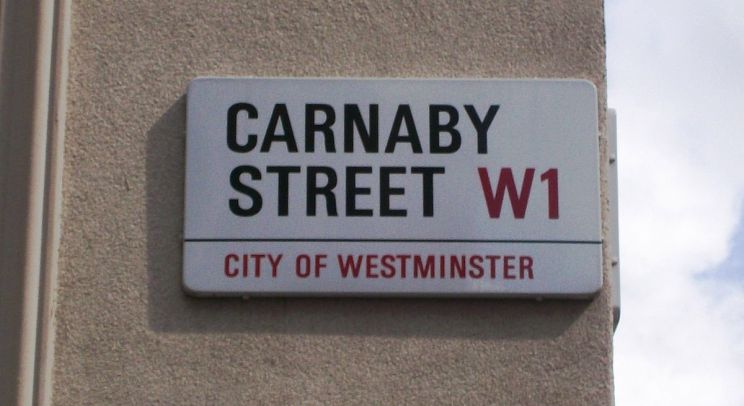 CARNABY
STREET W1
CITY OF WESTMINSTER